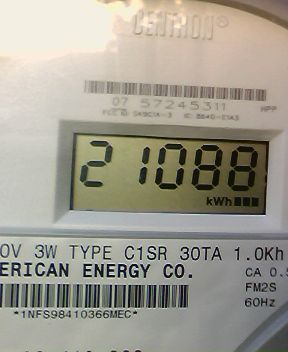 CENTRON®
07 57245311
HPP
21088
kWh
0V 3W TYPE C1SR 30TA 1.0Kh
ERICAN ENERGY CO.
CA 0.5
FM2S
60Hz
*1NFS98410366MEC*